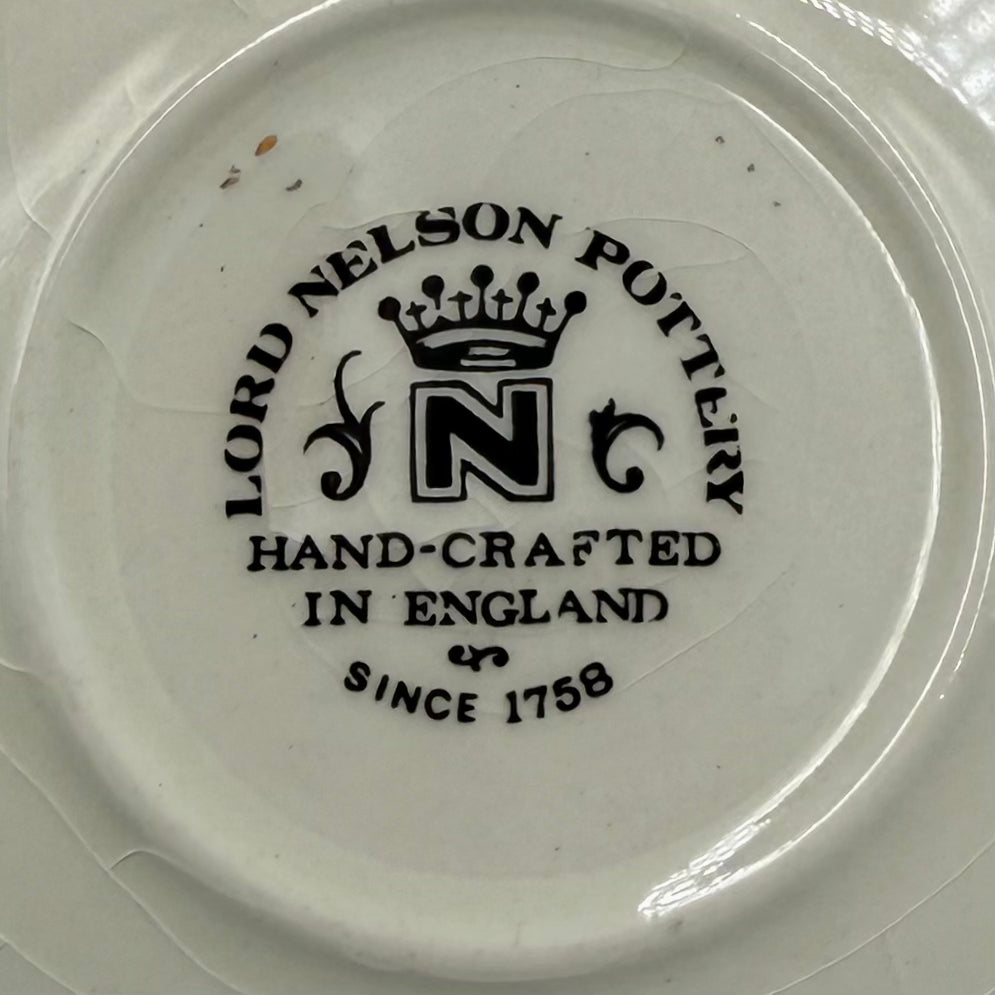 LORD NELSON POTTERY
N
HAND-CRAFTED
IN ENGLAND
SINCE 1758